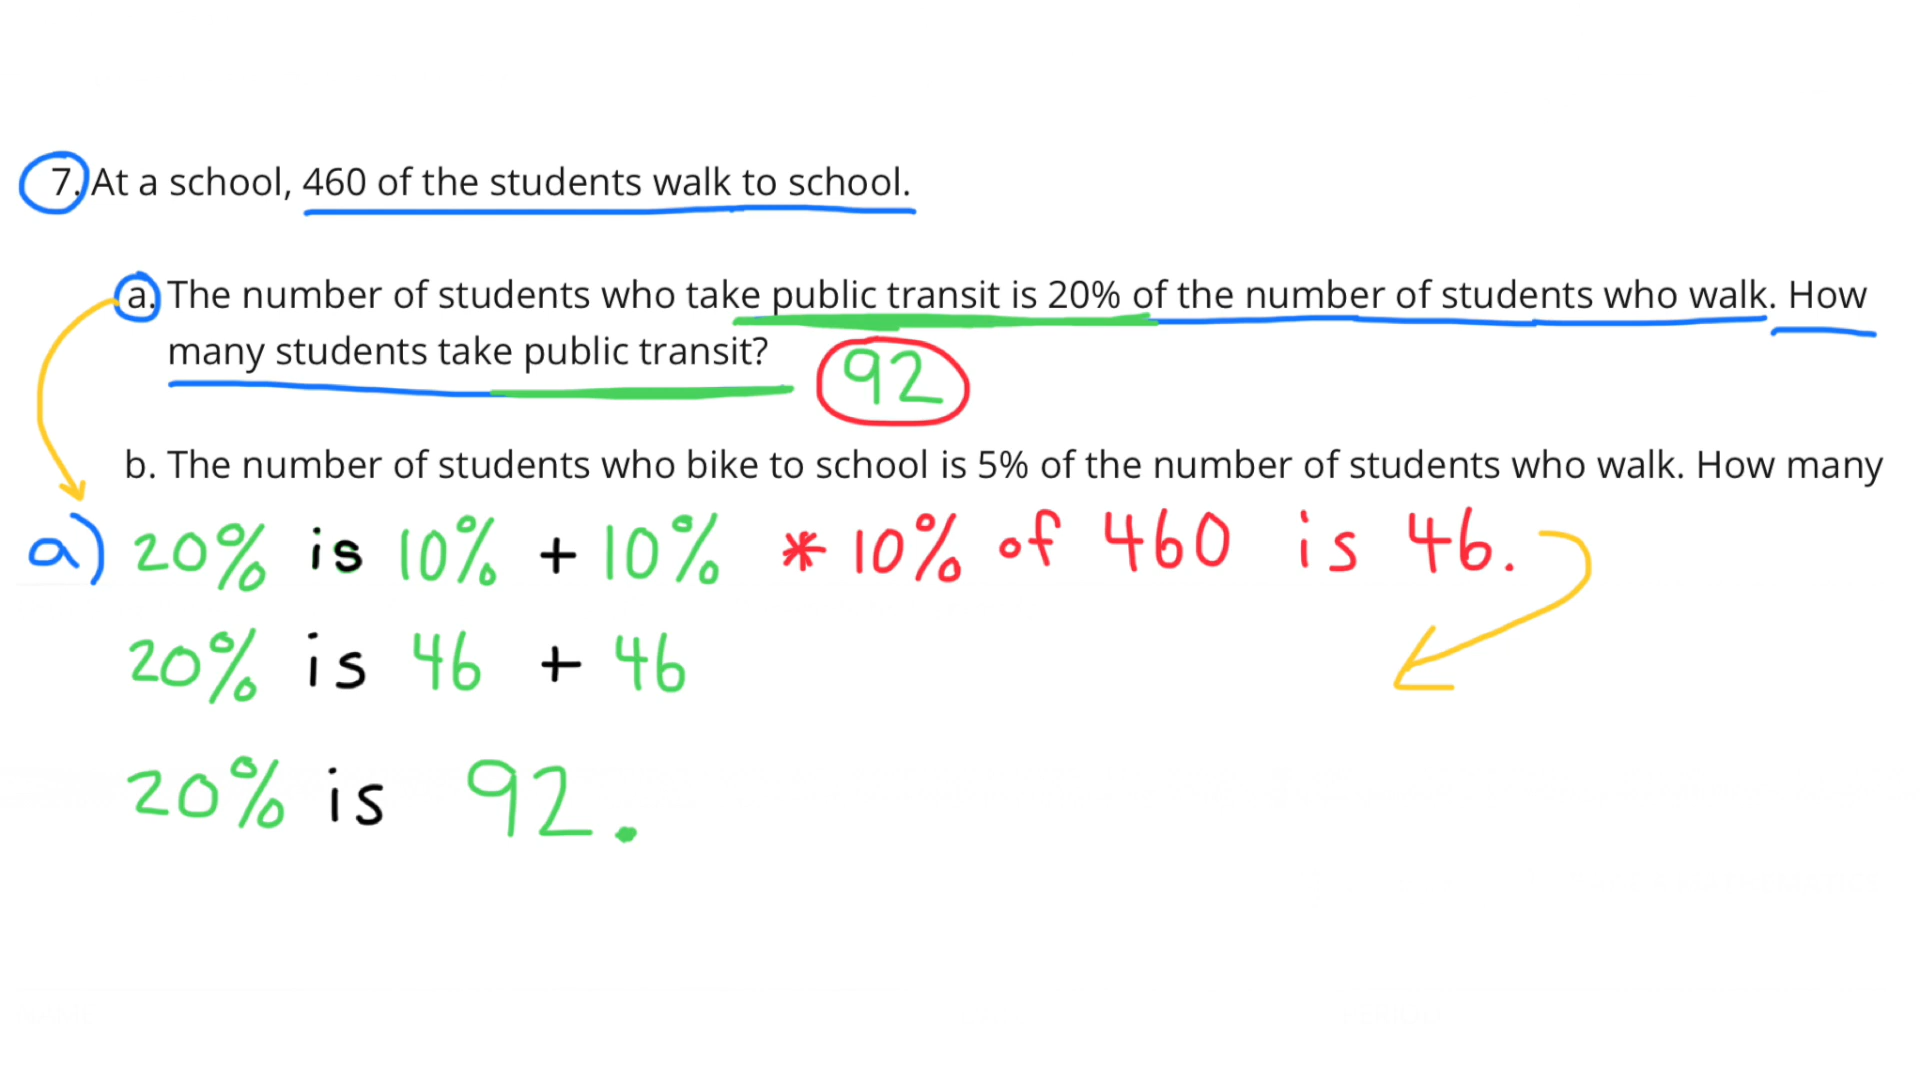 7. At a school, 460 of the students walk to school.
a. The number of students who take public transit is 20% of the number of students who walk. How
many students take public transit? 92
b. The number of students who bike to school is 5% of the number of students who walk. How many
a) 20% is 10% + 10% * 10% of 460 is 46.
20% is 46 + 46
20% is 92.